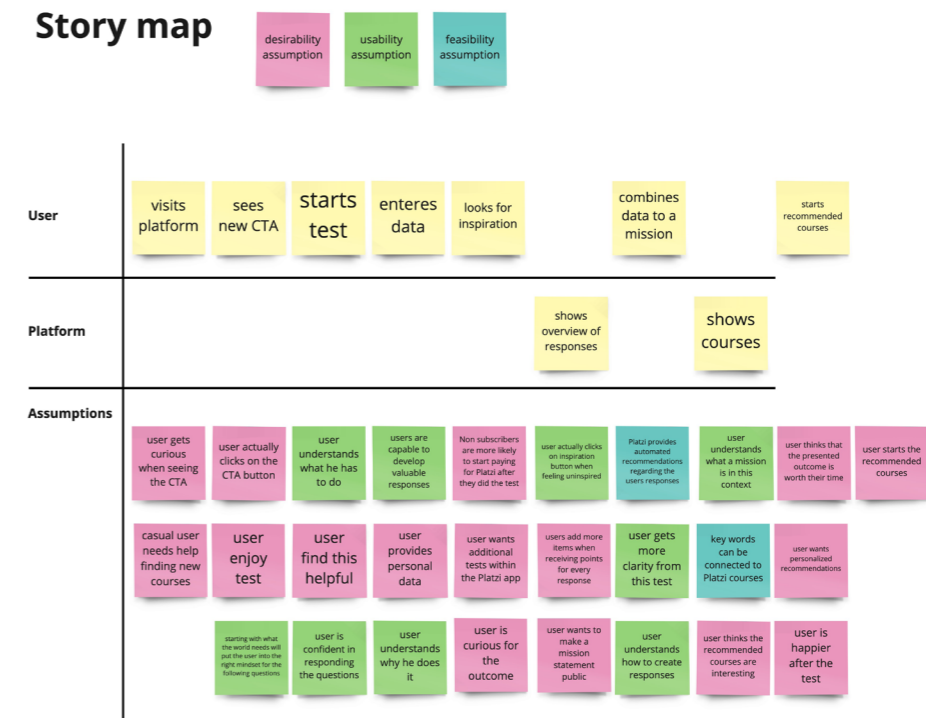 Story map
desirability
assumption
usability
assumption
feasibility
assumption
User
visits
platform
sees
new CTA
starts
test
enteres
data
looks for
inspiration
combines
data to a
mission
starts
recommended
courses
Platform
shows
overview of
responses
shows
courses
Assumptions
user gets
curious
when seeing
the CTA
user actually
clicks on the
CTA button
user
understands
what he has
to do
users are
capable to
develop
valuable
responses
Non subscribers
are more likely
to start paying
for Platzi after
they did the test
user actually clicks
on inspiration
button when
feeling uninspired
Platzi provides
automated
recommendations
regarding the
users responses
user
understands
what a mission
is in this
context
user thinks that
the presented
outcome is
worth their time
user starts the
recommended
courses
casual user
needs help
finding new
courses
user
enjoy
test
user
find this
helpful
user
provides
personal
data
user wants
additional
tests within
the Platzi app
users add more
items when
receiving points
for every
response
user gets
more
clarity from
this test
key words
can be
connected to
Platzi courses
user wants
personalized
recommendations
starting with what
the world needs will
put the user into the
right mindset for the
following questions
user is
confident in
responding
the questions
user
understands
why he does
it
user is
curious for
the
outcome
user wants to
make a
mission
statement
public
user
understands
how to create
responses
user thinks the
recommended
courses are
interesting
user is
happier
after the
test